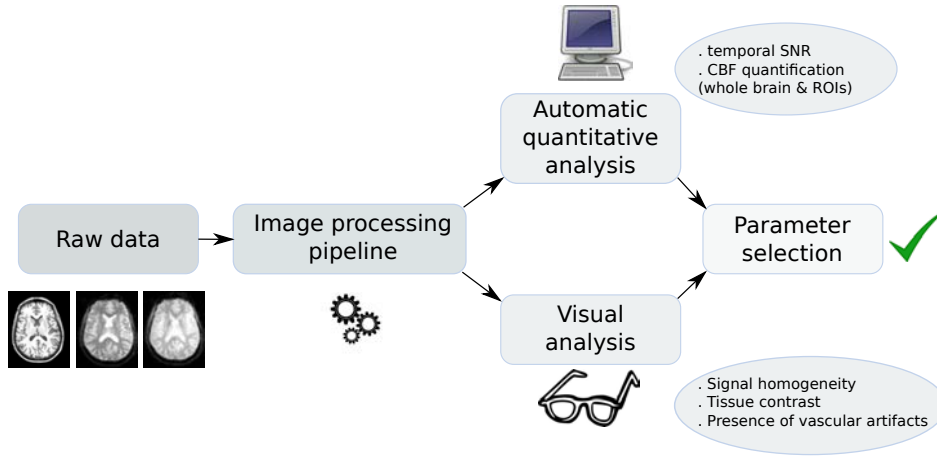 . temporal SNR
. CBF quantification
(whole brain & ROIs)
Automatic
quantitative
analysis
Raw data
Image processing
pipeline
Parameter
selection
Visual
analysis
. Signal homogeneity
. Tissue contrast
. Presence of vascular artifacts